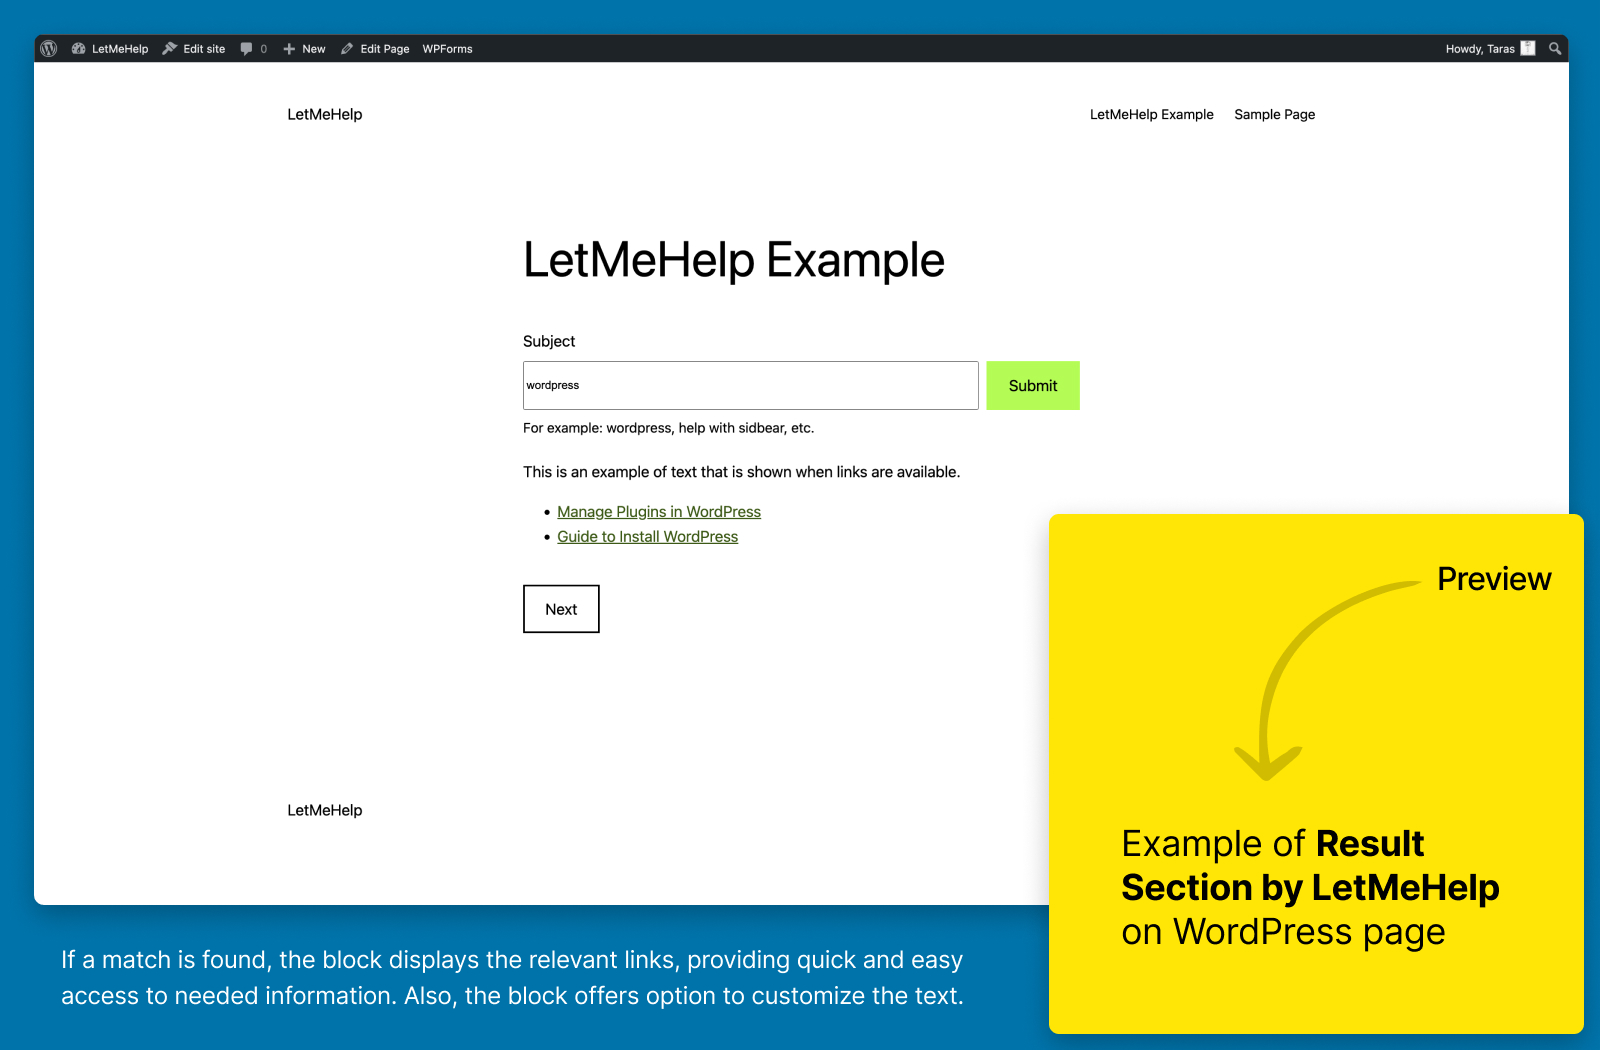 LetMeHelp Edit site 0 New Edit Page WPForms Howdy, Taras
LetMeHelp LetMeHelp Example Sample Page
LetMeHelp Example
Subject
wordpress Submit
For example: wordpress, help with sidbear, etc.
This is an example of text that is shown when links are available.
• Manage Plugins in WordPress
• Guide to Install WordPress
Next
LetMeHelp
Preview
Example of Result
Section by LetMeHelp
on WordPress page
If a match is found, the block displays the relevant links, providing quick and easy
access to needed information. Also, the block offers option to customize the text.